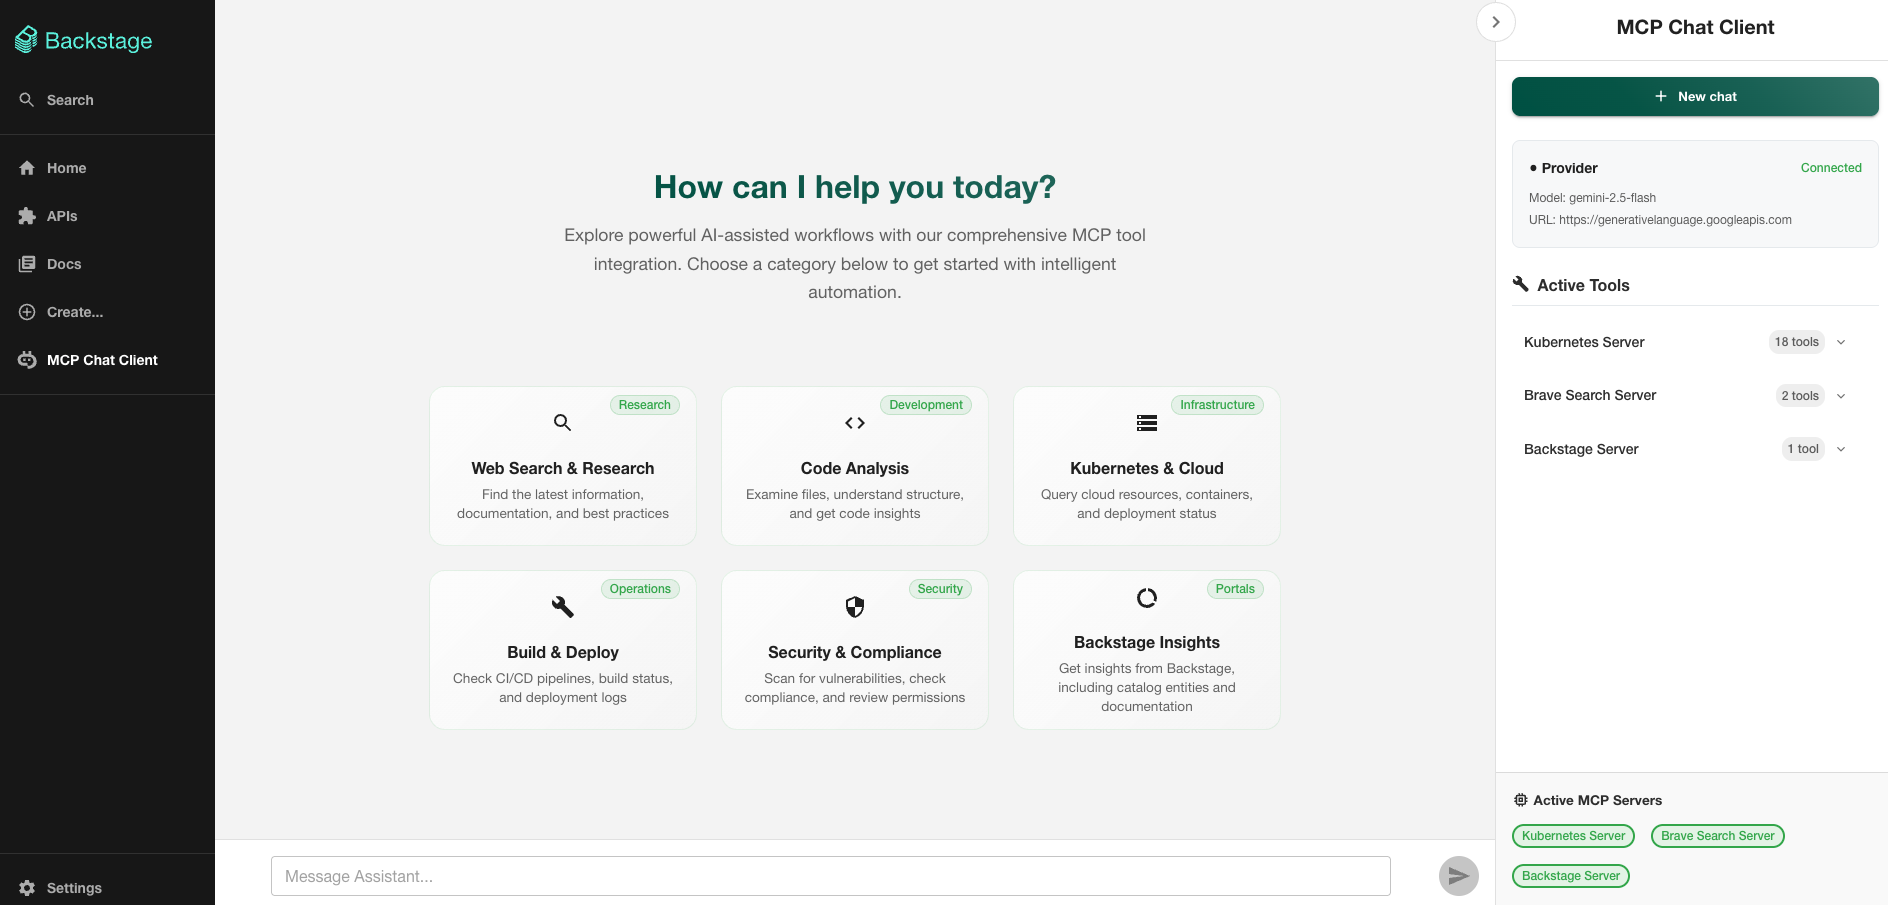 Backstage
Search
Home
APIs
Docs
Create...
MCP Chat Client
Settings
How can I help you today?
Explore powerful AI-assisted workflows with our comprehensive MCP tool
integration. Choose a category below to get started with intelligent
automation.
Research
Web Search & Research
Find the latest information,
documentation, and best practices
Development
Code Analysis
Examine files, understand structure,
and get code insights
Infrastructure
Kubernetes & Cloud
Query cloud resources, containers,
and deployment status
Operations
Build & Deploy
Check CI/CD pipelines, build status,
and deployment logs
Security
Security & Compliance
Scan for vulnerabilities, check
compliance, and review permissions
Portals
Backstage Insights
Get insights from Backstage,
including catalog entities and
documentation
Message Assistant...
MCP Chat Client
New chat
Provider Connected
Model: gemini-2.5-flash
URL: https://generativelanguage.googleapis.com
Active Tools
Kubernetes Server 18 tools
Brave Search Server 2 tools
Backstage Server 1 tool
Active MCP Servers
Kubernetes Server Brave Search Server
Backstage Server